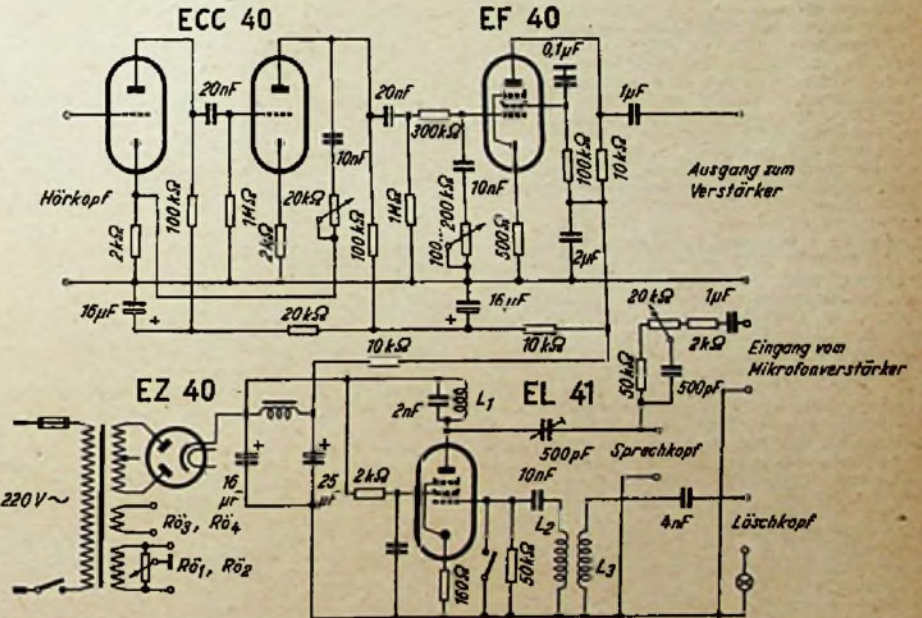 ECC 40
EF 40
20nF
20nF
0,1µF
1µF
300kΩ
10nF
10nF
Hörkopf
2kΩ
100kΩ
1MΩ
2kΩ
20kΩ
100kΩ
1MΩ
100...200kΩ
500Ω
100kΩ
10kΩ
2µF
Ausgang zum
Verstärker
16µF
+
20kΩ
+
16µF
10kΩ
10kΩ
20kΩ
1µF
2kΩ
50kΩ
500pF
Eingang vom
Mikrofonverstärker
EZ 40
EL 41
2nF
L1
500pF
Sprechkopf
220V~
+
16
µF
+
25
µF
2kΩ
10nF
L2
L3
4nF
Löschkopf
Rö3, Rö4
Rö1, Rö2
160Ω
50kΩ